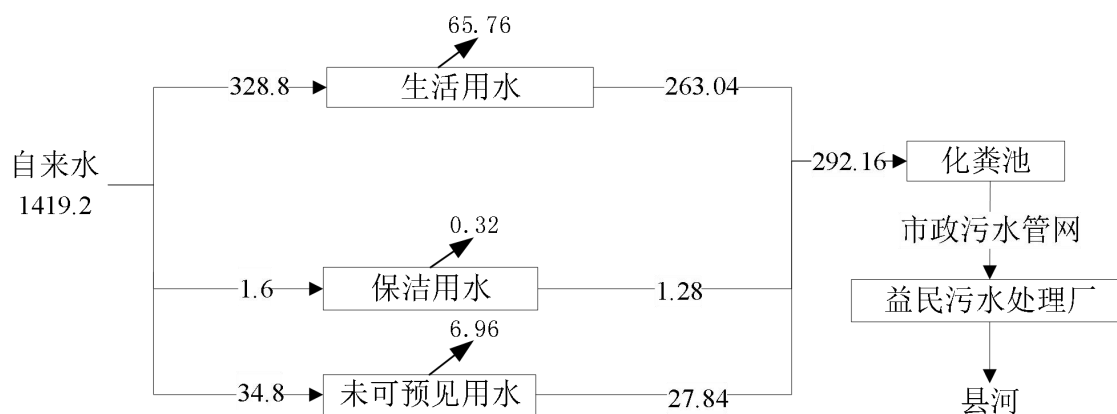 65.76
328.8
生活用水
263.04
自来水
1419.2
292.16
化粪池
市政污水管网
0.32
1.6
保洁用水
1.28
益民污水处理厂
6.96
34.8
未可预见用水
27.84
县河